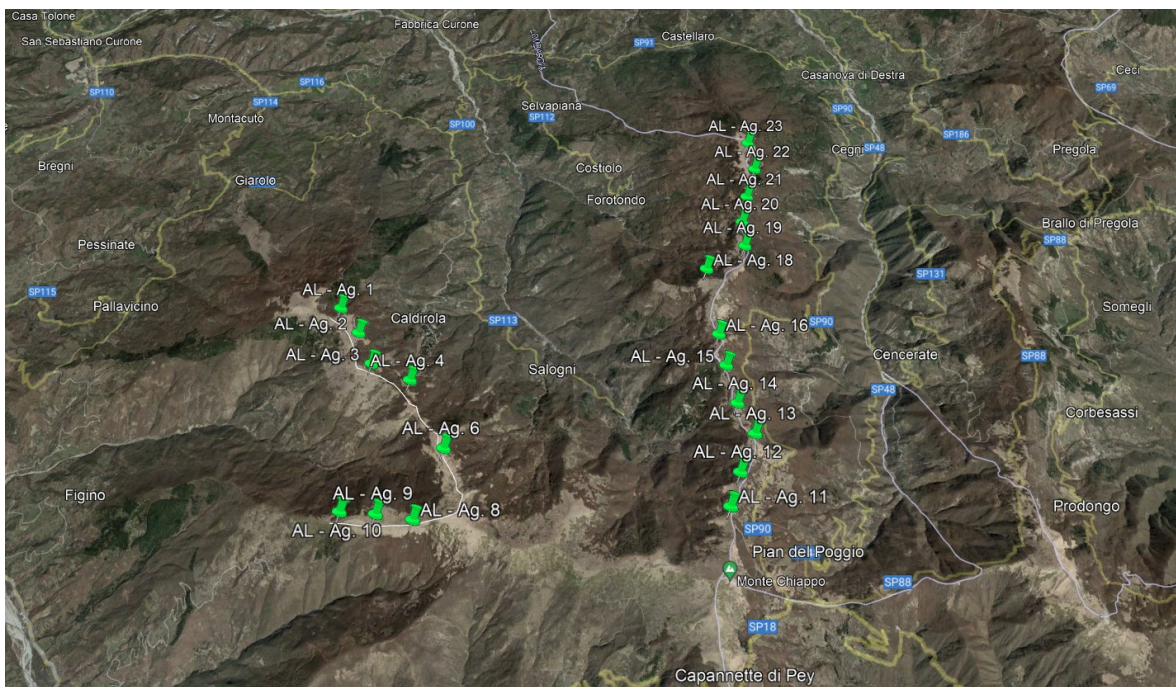 Casa Tolone
Fabbrica Curone
San Sebastiano Curone
SP91
Castellaro
Casanova di Destra
Ceci
SP110
SP116
SP114
SP69
Selvapiana
SP112
SP90
Montacuto
SP100
AL - Ag. 23
SP186
Cegni
SP48
Pregola
AL - Ag. 22
Bregni
Costiolo
Giarolo
AL - Ag. 21
Forotondo
AL - Ag. 20
AL - Ag. 19
Brallo di Pregola
SP88
Pessinate
AL - Ag. 18
SP131
SP115
AL - Ag. 1
Pallavicino
Somegli
Caldirola
SP113
AL - Ag. 2
AL - Ag. 16
SP90
AL - Ag. 3
AL - Ag. 4
AL - Ag. 15
Cencerate
SP88
Salogni
AL - Ag. 14
SP48
AL - Ag. 13
Corbesassi
AL - Ag. 6
AL - Ag. 12
Figino
AL - Ag. 9
AL - Ag. 11
AL - Ag. 8
Prodongo
AL - Ag. 10
SP90
Pian del Poggio
Monte Chiappo
SP88
SP18
Capannette di Pey